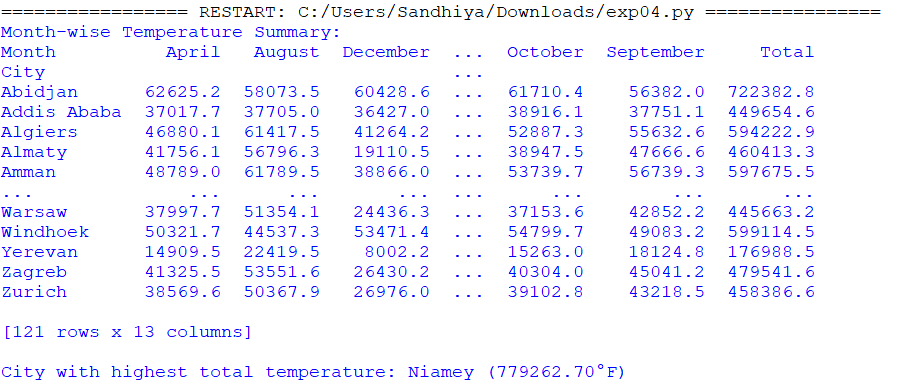 ================= RESTART: C:/Users/Sandhiya/Downloads/exp04.py ================
Month-wise Temperature Summary:
Month           April   August  December  ...  October  September     Total
City                                      ...
Abidjan       62625.2  58073.5   60428.6  ...  61710.4    56382.0  722382.8
Addis Ababa   37017.7  37705.0   36427.0  ...  38916.1    37751.1  449654.6
Algiers       46880.1  61417.5   41264.2  ...  52887.3    55632.6  594222.9
Almaty        41756.1  56796.3   19110.5  ...  38947.5    47666.6  460413.3
Amman         48789.0  61789.5   38866.0  ...  53739.7    56739.3  597675.5
...               ...      ...       ...  ...      ...        ...       ...
Warsaw        37997.7  51354.1   24436.3  ...  37153.6    42852.2  445663.2
Windhoek      50321.7  44537.3   53471.4  ...  54799.7    49083.2  599114.5
Yerevan       14909.5  22419.5    8002.2  ...  15263.0    18124.8  176988.5
Zagreb        41325.5  53551.6   26430.2  ...  40304.0    45041.2  479541.6
Zurich        38569.6  50367.9   26976.0  ...  39102.8    43218.5  458386.6
[121 rows x 13 columns]
City with highest total temperature: Niamey (779262.70°F)